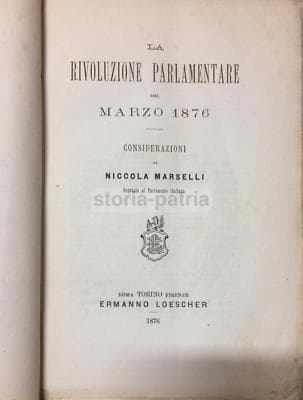 LA
RIVOLUZIONE PARLAMENTARE
DEL
MARZO 1876
CONSIDERAZIONI
DI
NICCOLA MARSELLI
Deputato al Parlamento italiano.
storia-patria
ROMA TORINO FIRENZE
ERMANNO LOESCHER
1876